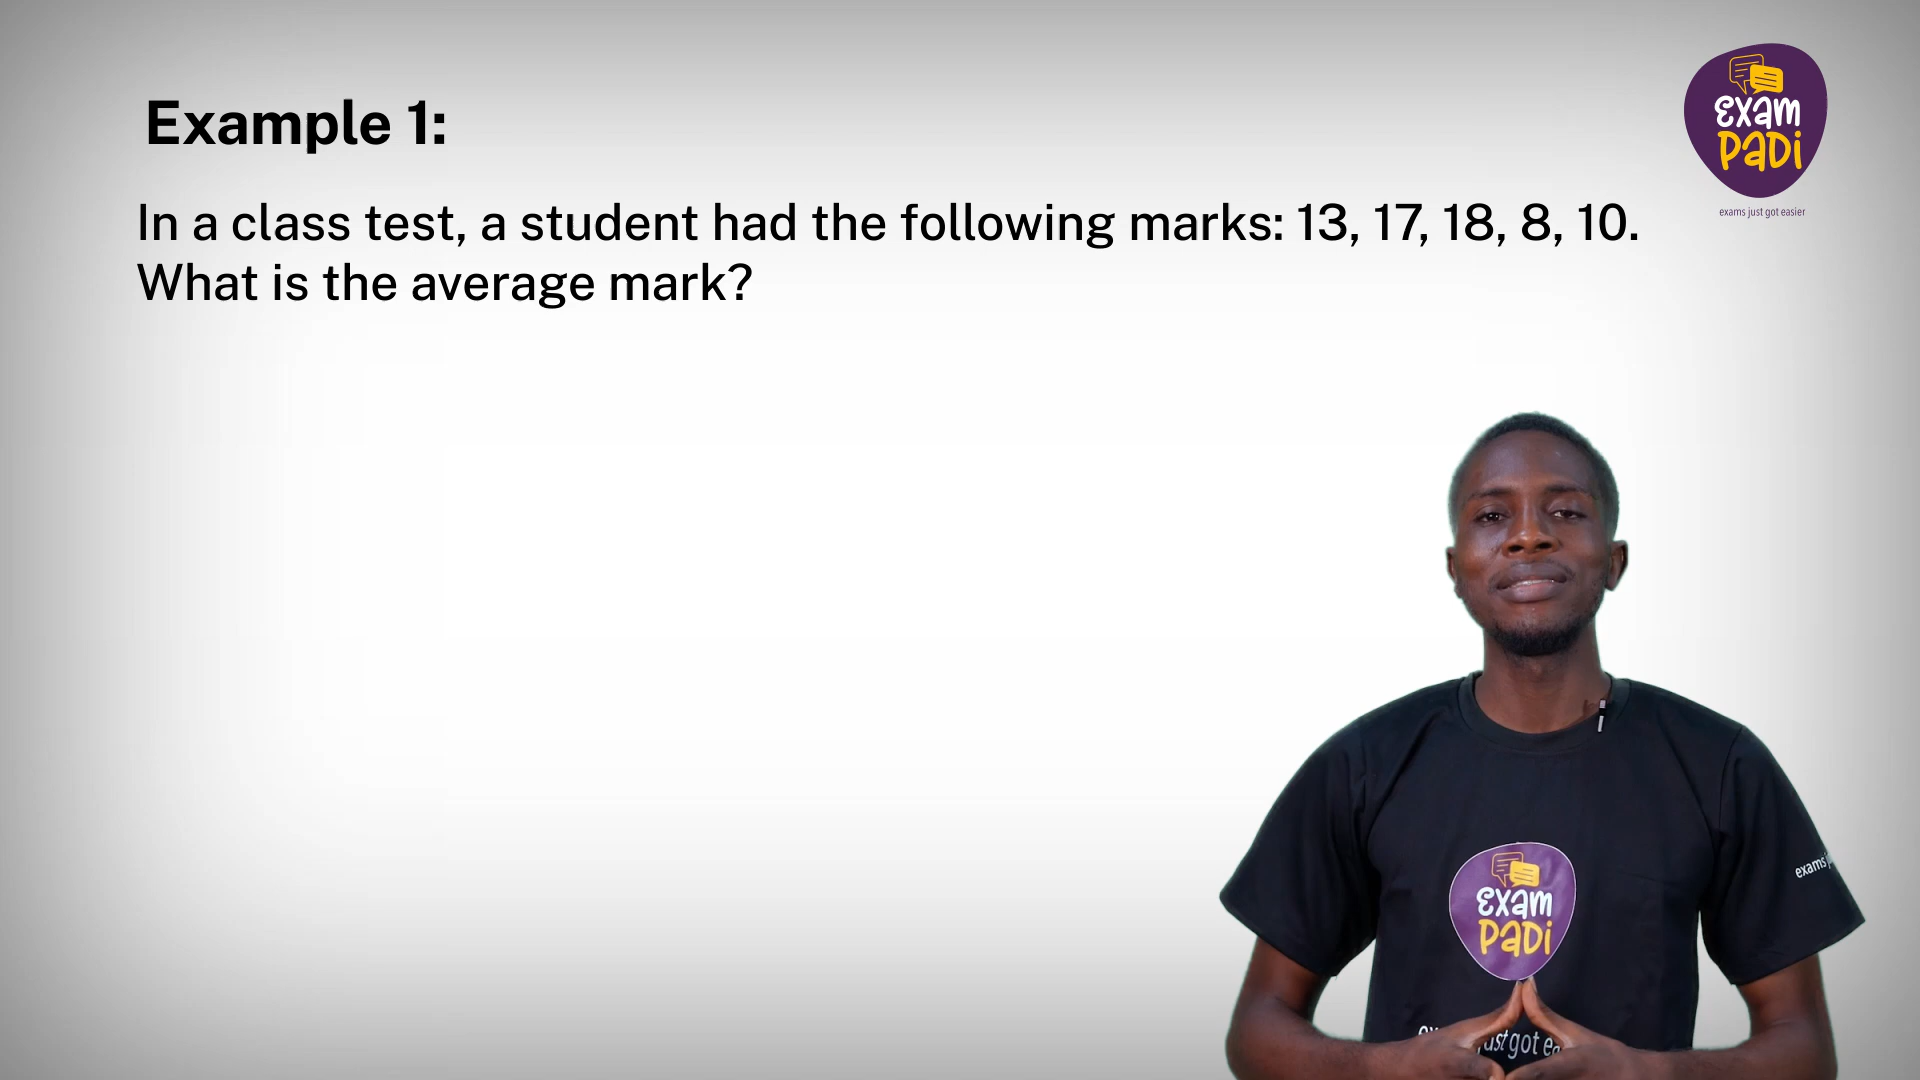 Example 1:
In a class test, a student had the following marks: 13, 17, 18, 8, 10.
What is the average mark?
exam
padi
exams just got easier
exams
exam
padi
just got